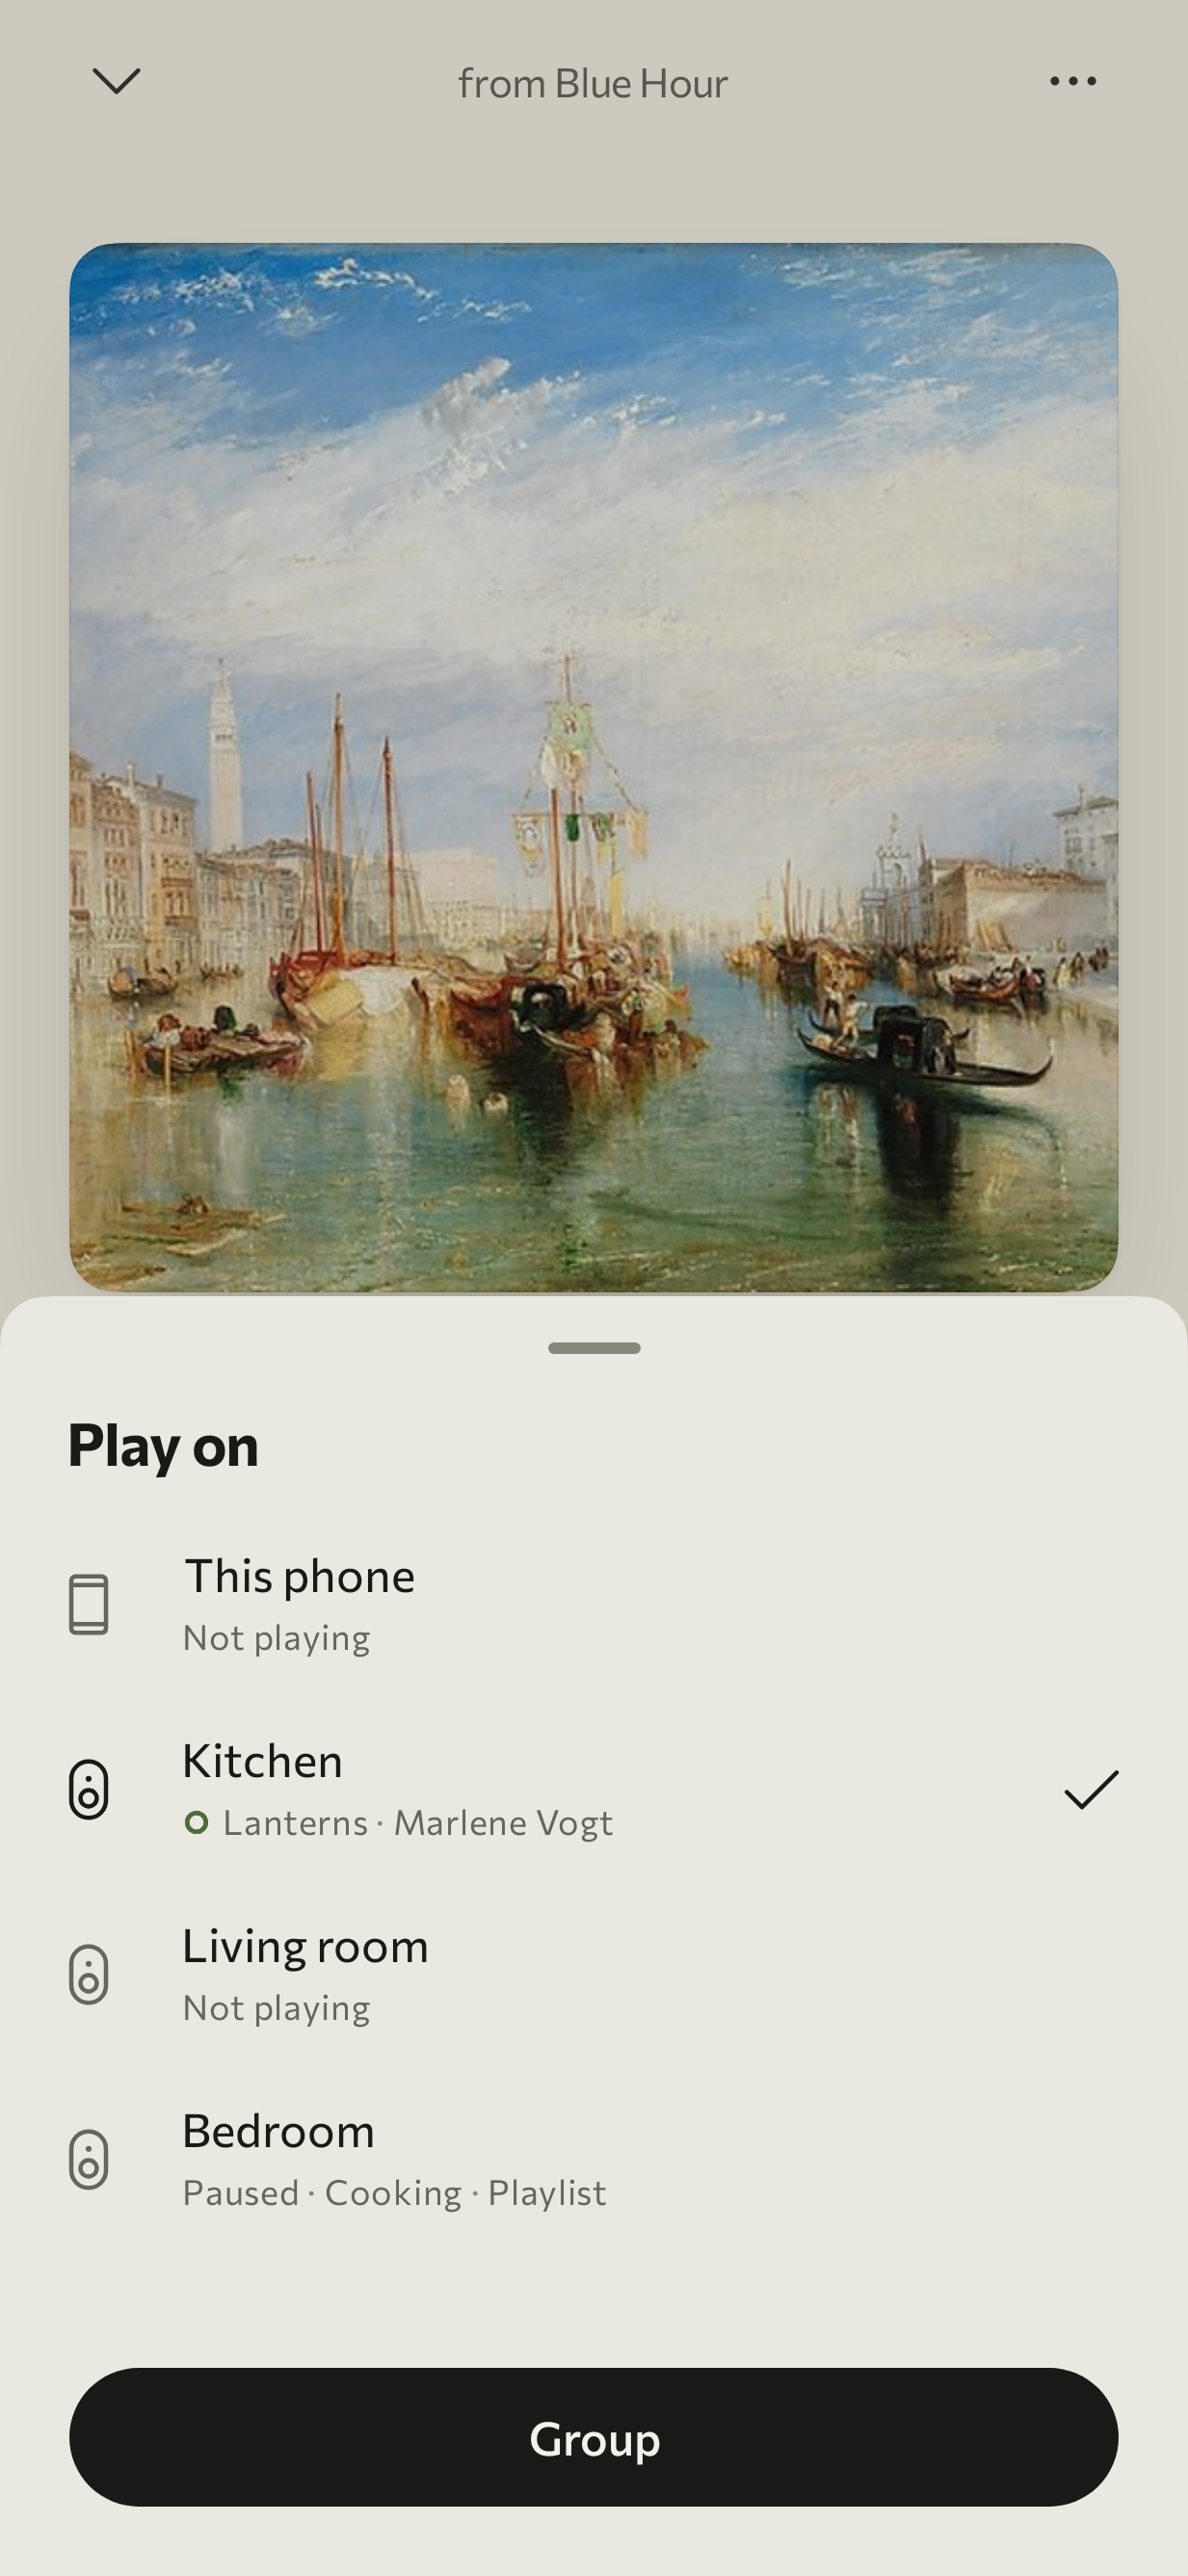 from Blue Hour
Play on
This phone
Not playing
Kitchen
Lanterns · Marlene Vogt
Living room
Not playing
Bedroom
Paused · Cooking · Playlist
Group